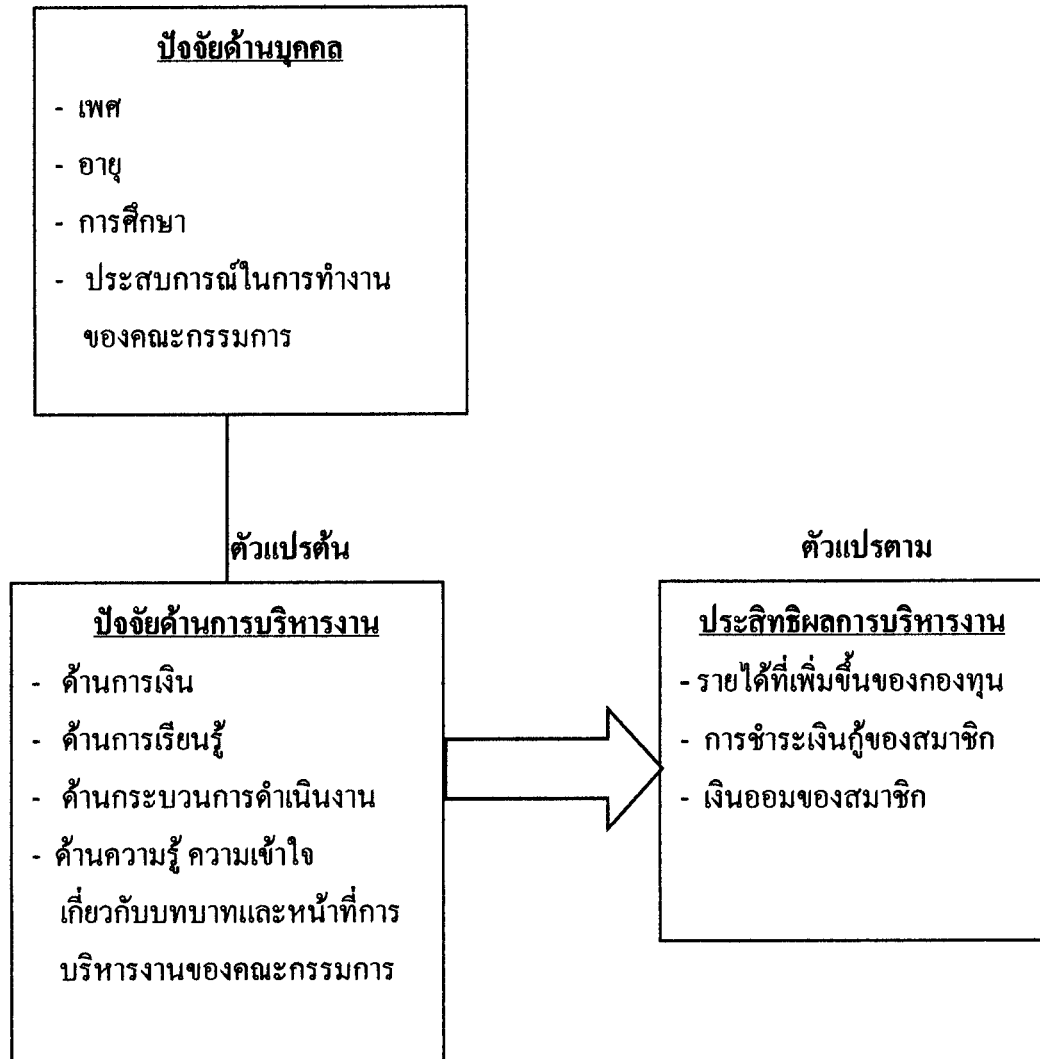 ปัจจัยด้านบุคคล
- เพศ
- อายุ
- การศึกษา
- ประสบการณ์ในการทำงาน
ของคณะกรรมการ
ตัวแปรต้น
ปัจจัยด้านการบริหารงาน
- ด้านการเงิน
- ด้านการเรียนรู้
- ด้านกระบวนการดำเนินงาน
- ด้านความรู้ ความเข้าใจ
เกี่ยวกับบทบาทและหน้าที่การ
บริหารงานของคณะกรรมการ
ตัวแปรตาม
ประสิทธิผลการบริหารงาน
- รายได้ที่เพิ่มขึ้นของกองทุน
- การชำระเงินกู้ของสมาชิก
- เงินออมของสมาชิก